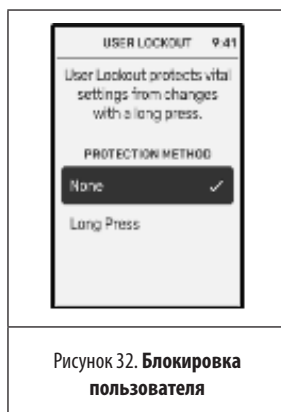 USER LOCKOUT 9:41
User Lockout protects vital
settings from changes
with a long press.
PROTECTION METHOD
None ✓
Long Press
Рисунок 32. Блокировка
пользователя